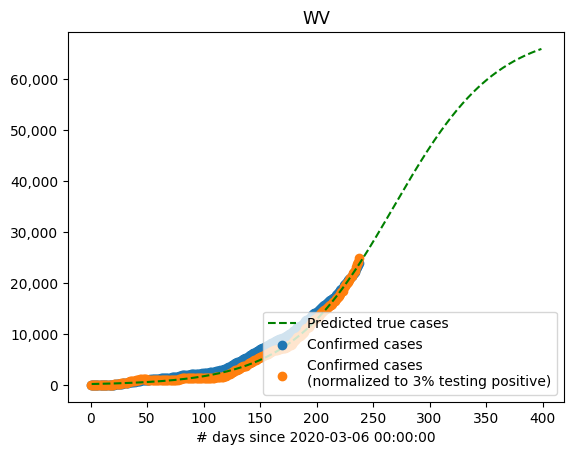 WV
60,000
50,000
40,000
30,000
20,000
10,000
0
Predicted true cases
Confirmed cases
Confirmed cases
(normalized to 3% testing positive)
0 50 100 150 200 250 300 350 400
# days since 2020-03-06 00:00:00